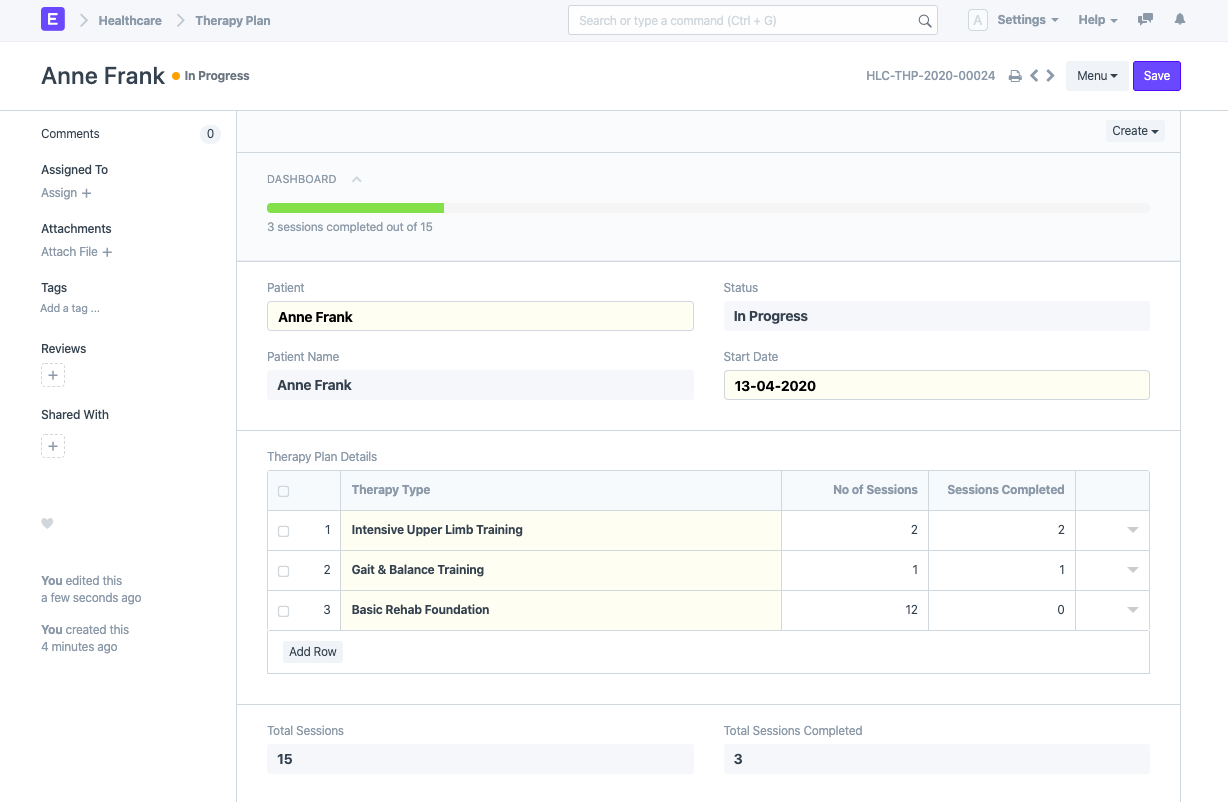 E Healthcare Therapy Plan Search or type a command (Ctrl + G) A Settings Help
Anne Frank In Progress HLC-THP-2020-00024 Menu Save
Comments 0
Create
Assigned To
Assign +
DASHBOARD
3 sessions completed out of 15
Attachments
Attach File +
Tags
Add a tag ...
Reviews
+
Shared With
+
You edited this
a few seconds ago
You created this
4 minutes ago
Patient
Anne Frank
Status
In Progress
Patient Name
Anne Frank
Start Date
13-04-2020
Therapy Plan Details
Therapy Type No of Sessions Sessions Completed
1 Intensive Upper Limb Training 2 2
2 Gait & Balance Training 1 1
3 Basic Rehab Foundation 12 0
Add Row
Total Sessions
15
Total Sessions Completed
3